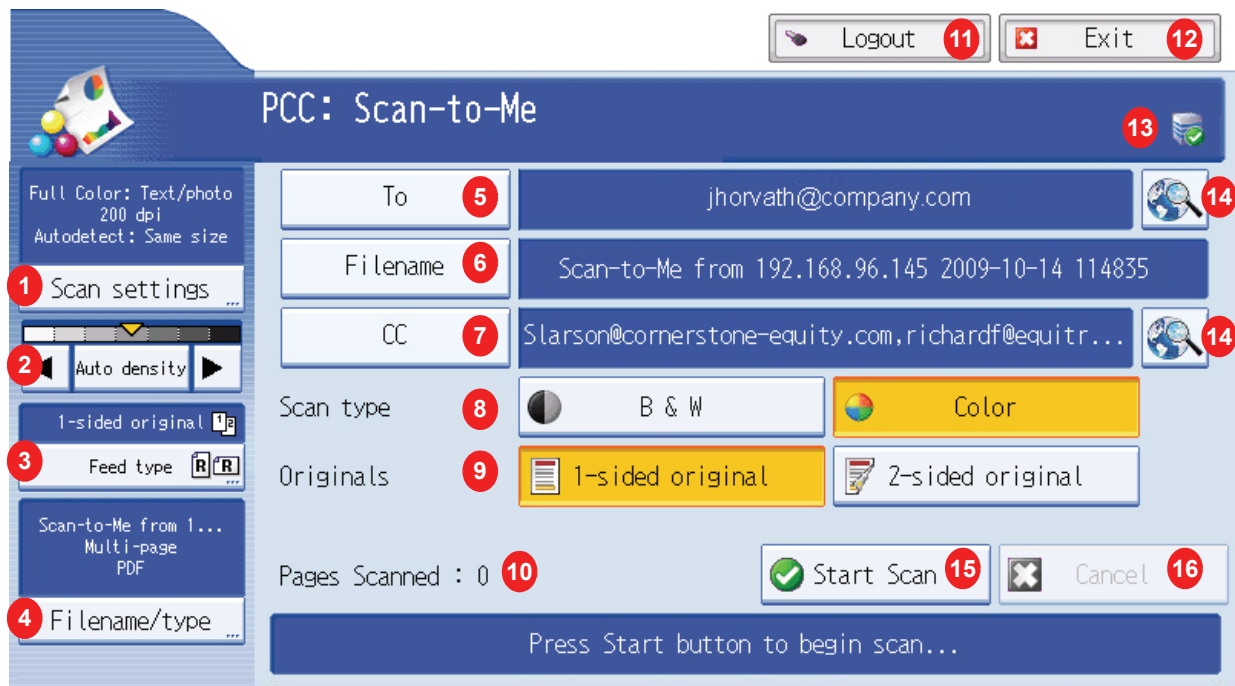 Logout 11
Exit 12
PCC: Scan-to-Me
13
Full Color: Text/photo
200 dpi
Autodetect: Same size
1 Scan settings
2 Auto density
1-sided original 1 2
3 Feed type R R
Scan-to-Me from 1...
Multi-page
PDF
4 Filename/type
To 5
jhorvath@company.com
14
Filename 6
Scan-to-Me from 192.168.96.145 2009-10-14 114835
CC 7
Slarson@cornerstone-equity.com,richardf@equitr...
14
Scan type 8
B & W
Color
Originals 9
1-sided original
2-sided original
Pages Scanned : 0 10
Start Scan 15
Cancel 16
Press Start button to begin scan...